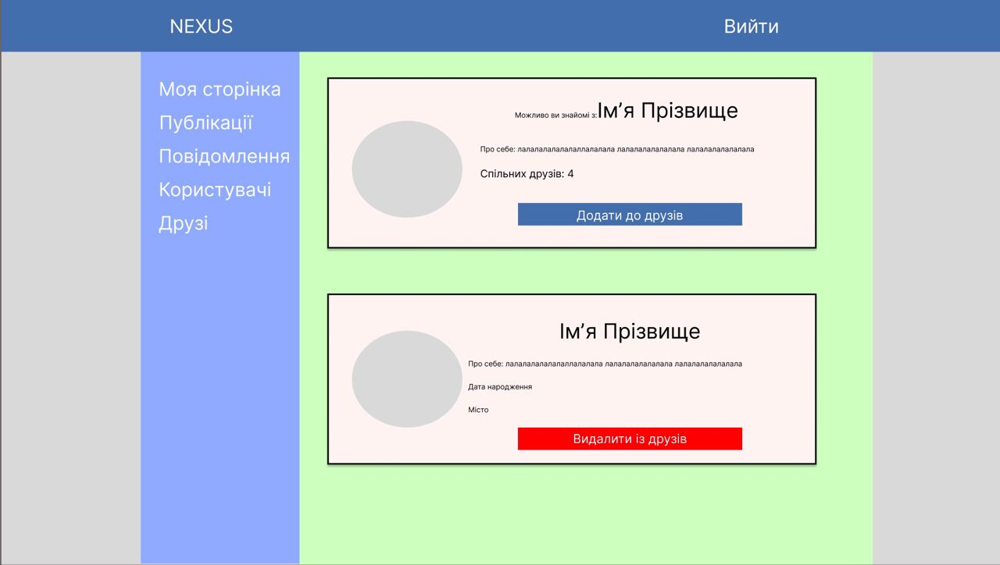 NEXUS
Вийти
Моя сторінка
Публікації
Повідомлення
Користувачі
Друзі
Можливо ви знайомі з:Ім’я Прізвище
Про себе: лалалалалалалаллалалала лалалалалалалала лалалалалалалала
Спільних друзів: 4
Додати до друзів
Ім’я Прізвище
Про себе: лалалалалалалаллалалала лалалалалалалала лалалалалалалала
Дата народження
Місто
Видалити із друзів